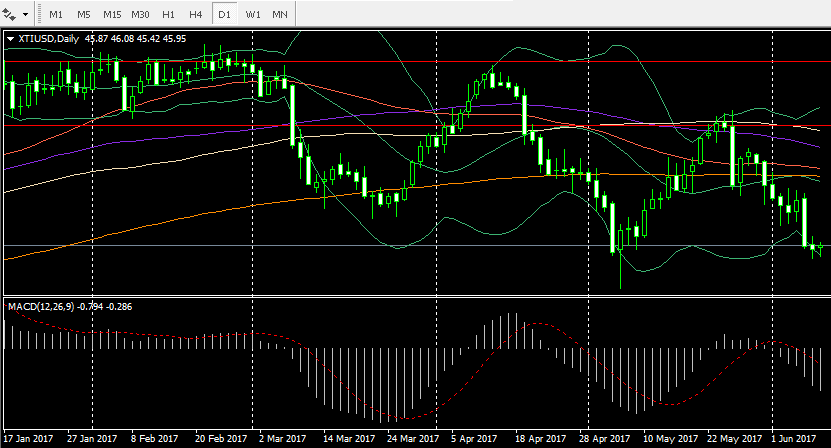 M1 M5 M15 M30 H1 H4 D1 W1 MN
XTIUSD,Daily 45.87 46.08 45.42 45.95
MACD(12,26,9) -0.794 -0.286
17 Jan 2017 27 Jan 2017 8 Feb 2017 20 Feb 2017 2 Mar 2017 14 Mar 2017 24 Mar 2017 5 Apr 2017 18 Apr 2017 28 Apr 2017 10 May 2017 22 May 2017 1 Jun 2017